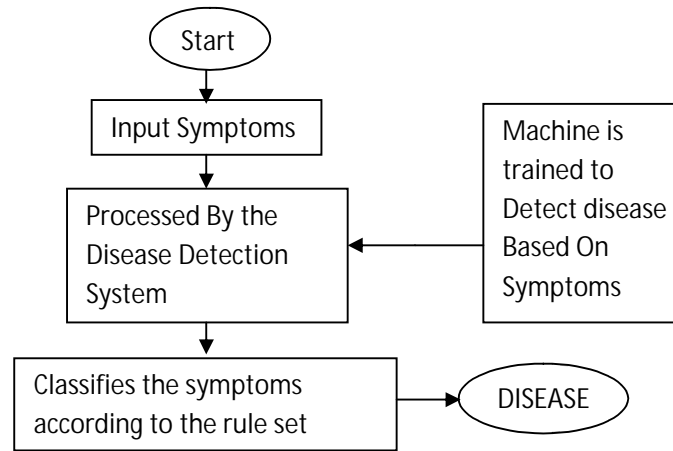 Start
Input Symptoms
Processed By the
Disease Detection
System
Machine is
trained to
Detect disease
Based On
Symptoms
Classifies the symptoms
according to the rule set
DISEASE